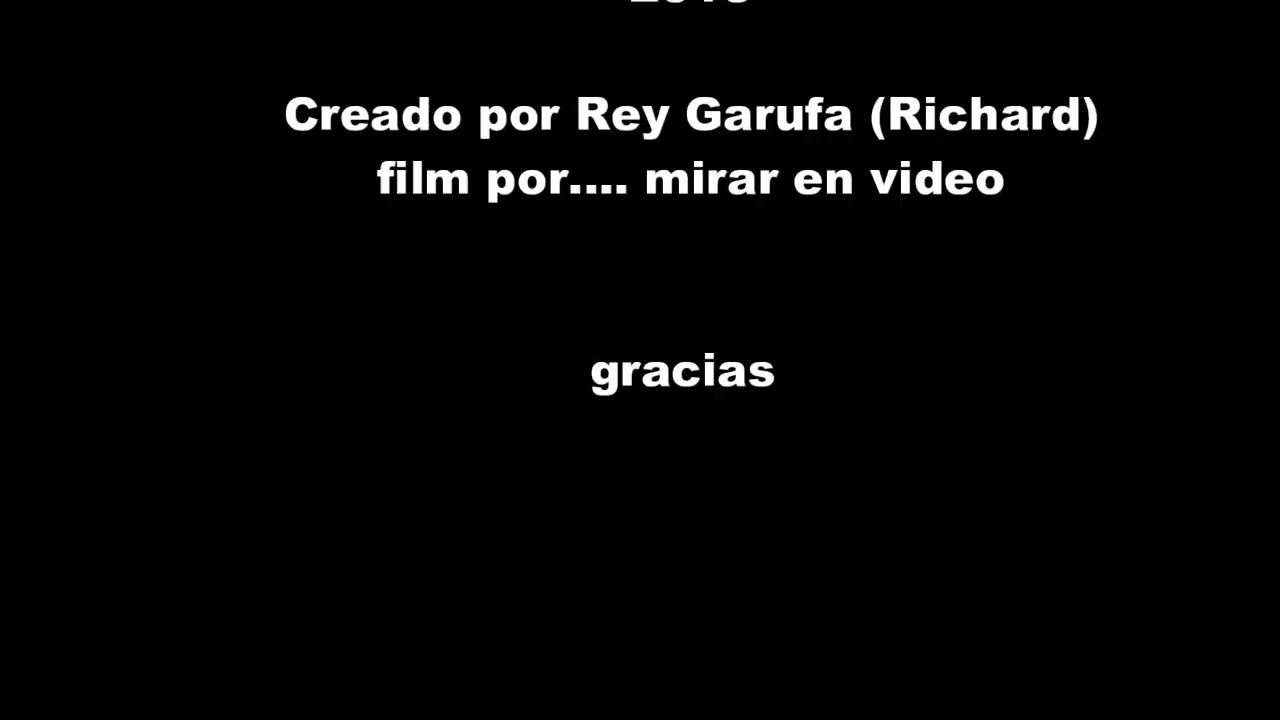 Creado por Rey Garufa (Richard)
film por.... mirar en video
gracias